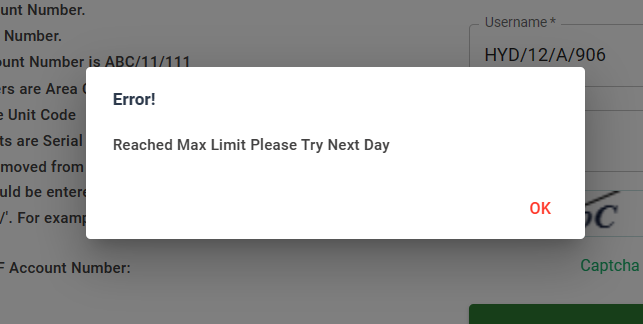 ount Number.
Number.
ount Number is ABC/11/111
ers are Area
e Unit Code
ts are Serial
moved from
ould be entere
/'. For examp
F Account Number:
Username *
HYD/12/A/906
Error!
Reached Max Limit Please Try Next Day
OK
Captcha